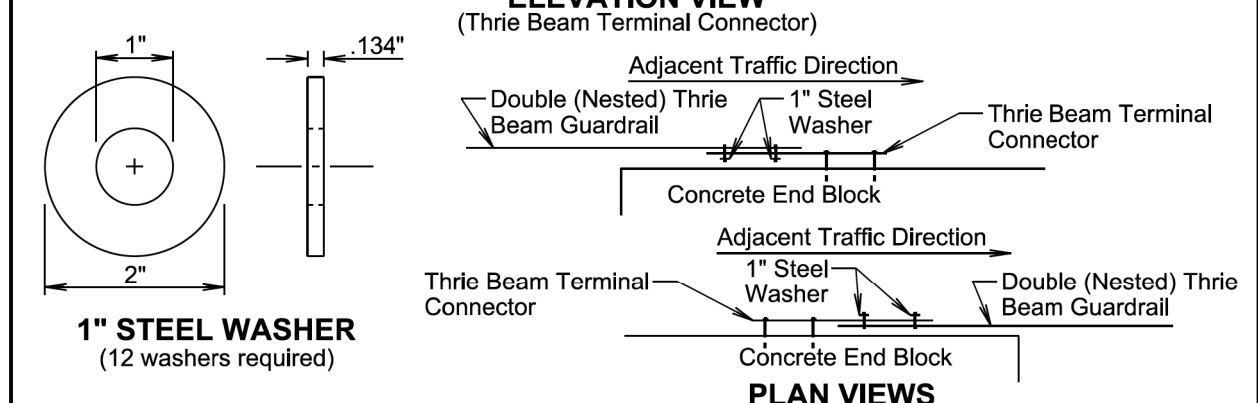 ELEVATION VIEW
(Thrie Beam Terminal Connector)
1"
.134"
2"
1" STEEL WASHER
(12 washers required)
Adjacent Traffic Direction
Double (Nested) Thrie
Beam Guardrail
1" Steel
Washer
Thrie Beam Terminal
Connector
Concrete End Block
Adjacent Traffic Direction
Thrie Beam Terminal
Connector
1" Steel
Washer
Double (Nested) Thrie
Beam Guardrail
Concrete End Block
PLAN VIEWS